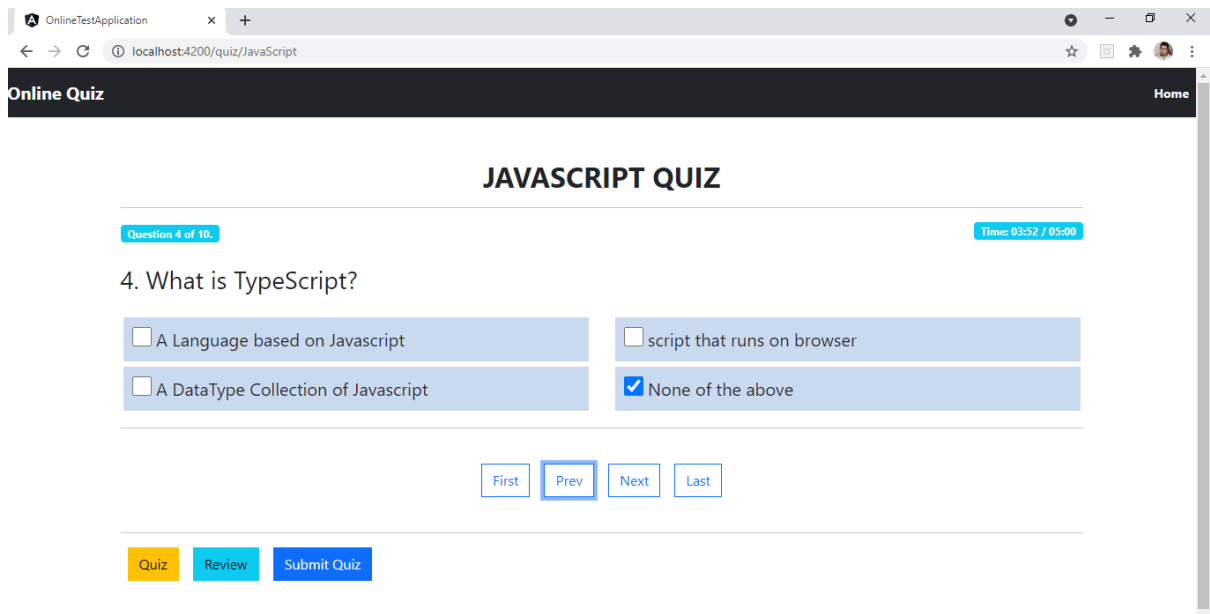 OnlineTestApplication
localhost:4200/quiz/JavaScript
Online Quiz
Home
JAVASCRIPT QUIZ
Question 4 of 10.
Time: 03:52 / 05:00
4. What is TypeScript?
A Language based on Javascript
script that runs on browser
A DataType Collection of Javascript
None of the above
First
Prev
Next
Last
Quiz
Review
Submit Quiz